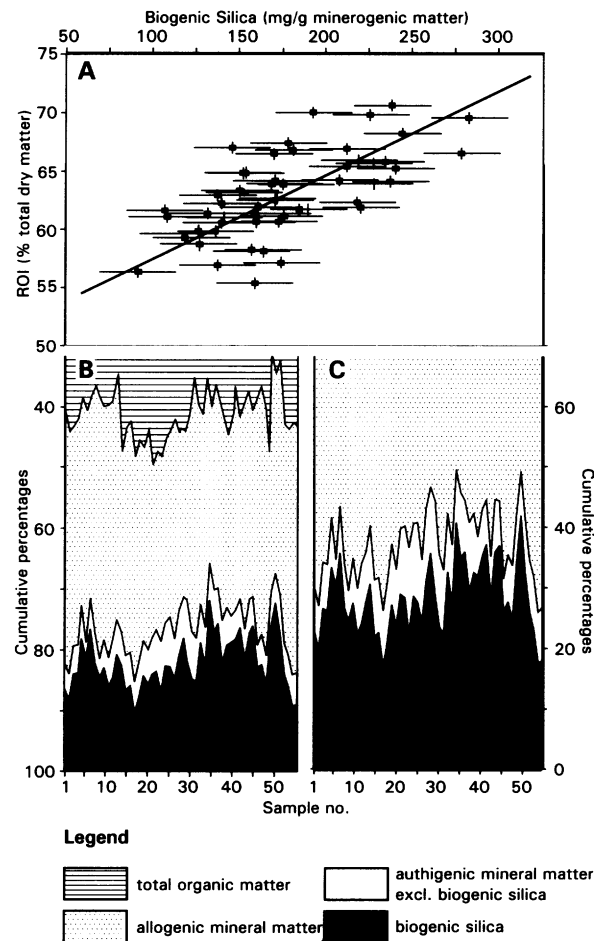 Biogenic Silica (mg/g minerogenic matter)
50 100 150 200 250 300
A
75
70
65
60
55
50
ROI (% total dry matter)
B
C
40
60
80
100
Cumulative percentages
60
40
20
0
Cumulative percentages
1 10 20 30 40 50
1 10 20 30 40 50
Sample no.
Legend
total organic matter
authigenic mineral matter
excl. biogenic silica
allogenic mineral matter
biogenic silica